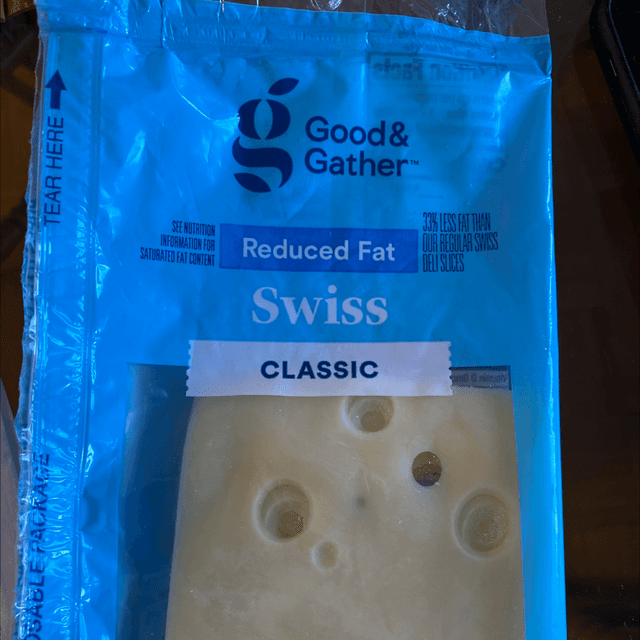 Good&
Gather™
TEAR HERE
SEE NUTRITION
INFORMATION FOR
SATURATED FAT CONTENT
Reduced Fat
33% LESS FAT THAN
OUR REGULAR SWISS
DELI SLICES
Swiss
CLASSIC
PACKAGE